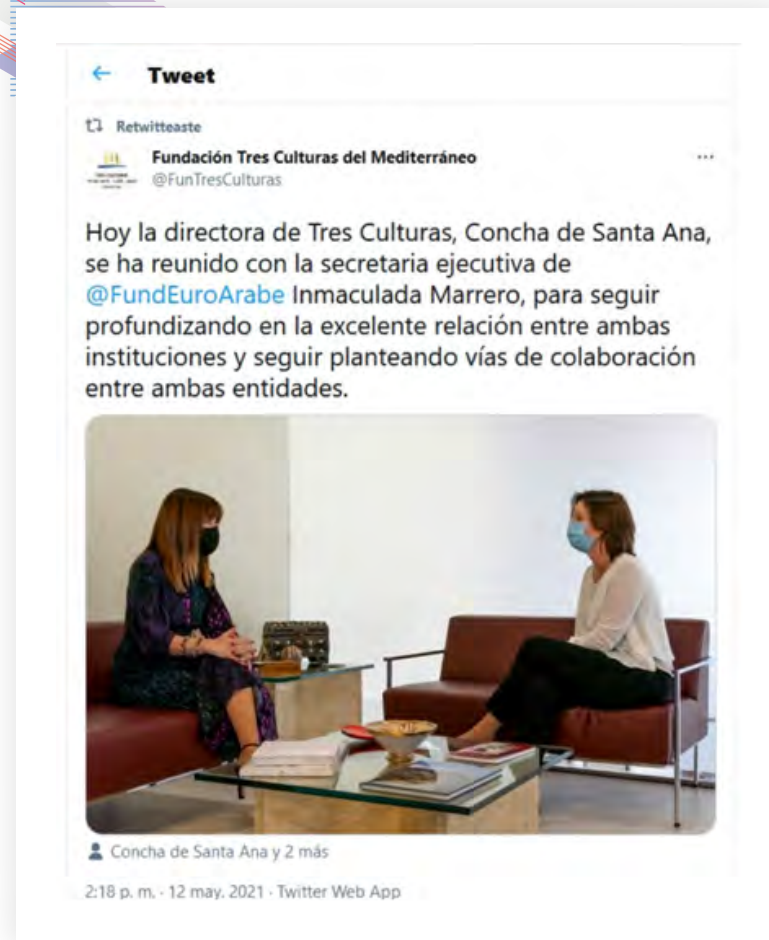 Tweet
Retwitteaste
Fundación Tres Culturas del Mediterráneo
@FunTresCulturas
Hoy la directora de Tres Culturas, Concha de Santa Ana,
se ha reunido con la secretaria ejecutiva de
@FundEuroArabe Inmaculada Marrero, para seguir
profundizando en la excelente relación entre ambas
instituciones y seguir planteando vías de colaboración
entre ambas entidades.
Concha de Santa Ana y 2 más
2:18 p. m. · 12 may. 2021 · Twitter Web App